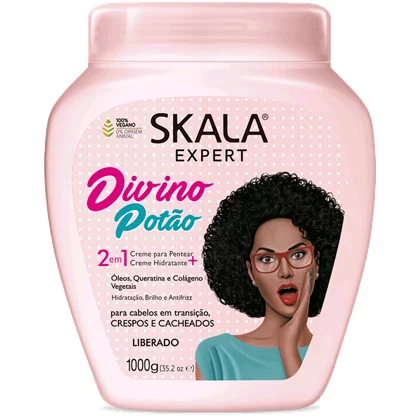 100%
VEGANO
0% ORIGEM
ANIMAL
SKALA®
EXPERT
Divino
Potão
2 em 1 Creme para Pentear +
Creme Hidratante
Óleos, Queratina e Colágeno
Vegetais
Hidratação, Brilho e Antifrizz
para cabelos em transição,
CRESPOS E CACHEADOS
LIBERADO
1000g (35.2 oz ℮)